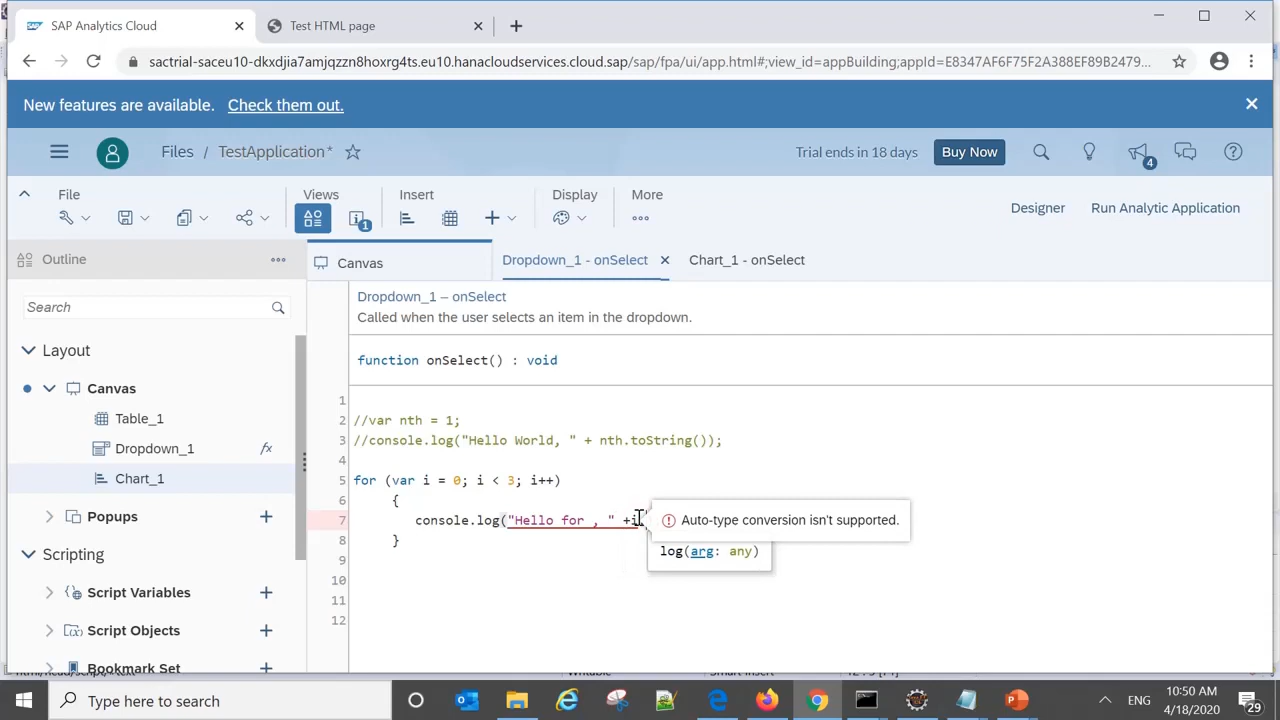 SAP Analytics Cloud
Test HTML page
sactrial-saceu10-dkxdjia7amjqzzn8hoxrg4ts.eu10.hanacloudservices.cloud.sap/sap/fpa/ui/app.html#;view_id=appBuilding;appId=E8347AF6F75F2A388EF89B2479...
New features are available. Check them out.
Files / TestApplication*
Trial ends in 18 days
Buy Now
4
File
Views
Insert
Display
More
1
Designer
Run Analytic Application
Outline
Canvas
Dropdown_1 - onSelect
Chart_1 - onSelect
Search
Layout
Canvas
Table_1
Dropdown_1
fx
Chart_1
Popups
Scripting
Script Variables
Script Objects
Bookmark Set
Dropdown_1 – onSelect
Called when the user selects an item in the dropdown.
function onSelect() : void
1
2 //var nth = 1;
3 //console.log("Hello World, " + nth.toString());
4
5 for (var i = 0; i < 3; i++)
6 {
7 console.log("Hello for , " +i
8 }
9
10
11
12
Auto-type conversion isn't supported.
log(arg: any)
Type here to search
ENG
10:50 AM
4/18/2020
29